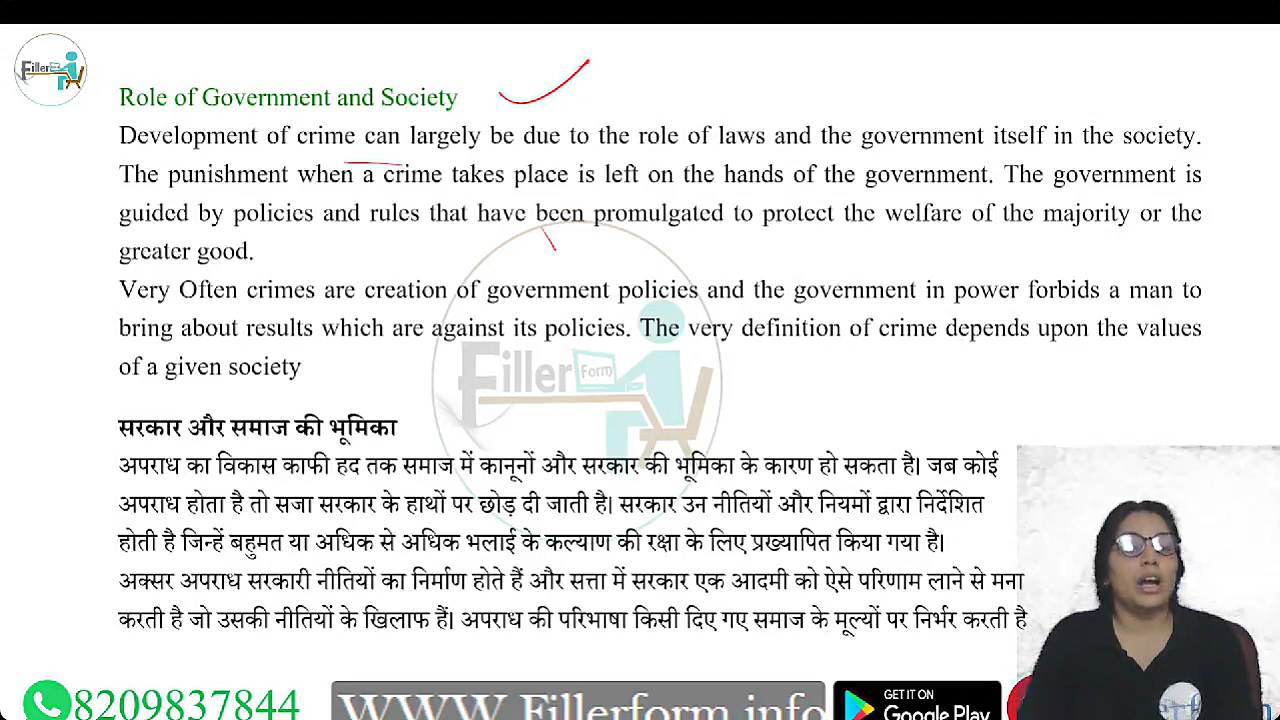 Filler
Form
Role of Government and Society
Development of crime can largely be due to the role of laws and the government itself in the society.
The punishment when a crime takes place is left on the hands of the government. The government is
guided by policies and rules that have been promulgated to protect the welfare of the majority or the
greater good.
Very Often crimes are creation of government policies and the government in power forbids a man to
bring about results which are against its policies. The very definition of crime depends upon the values
of a given society
Filler Form
सरकार और समाज की भूमिका
अपराध का विकास काफी हद तक समाज में कानूनों और सरकार की भूमिका के कारण हो सकता है। जब कोई
अपराध होता है तो सजा सरकार के हाथों पर छोड़ दी जाती है। सरकार उन नीतियों और नियमों द्वारा निर्देशित
होती है जिन्हें बहुमत या अधिक से अधिक भलाई के कल्याण की रक्षा के लिए प्रख्यापित किया गया है।
अक्सर अपराध सरकारी नीतियों का निर्माण होते हैं और सत्ता में सरकार एक आदमी को ऐसे परिणाम लाने से मना
करती है जो उसकी नीतियों के खिलाफ हैं। अपराध की परिभाषा किसी दिए गए समाज के मूल्यों पर निर्भर करती है
8209837844
WWW.Fillerform.info
GET IT ON
Google Play